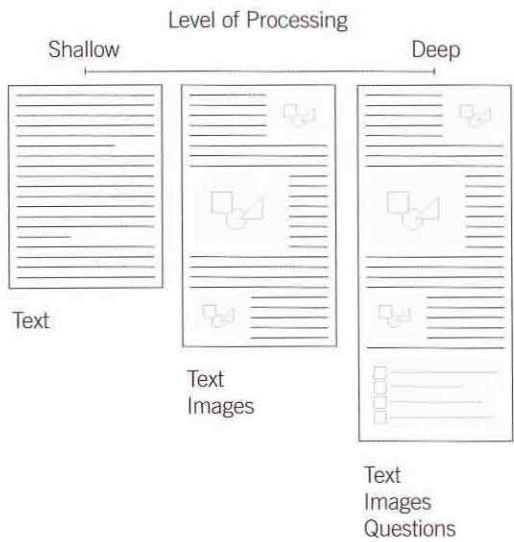 Level of Processing
Shallow
Deep
Text
Text
Images
Text
Images
Questions